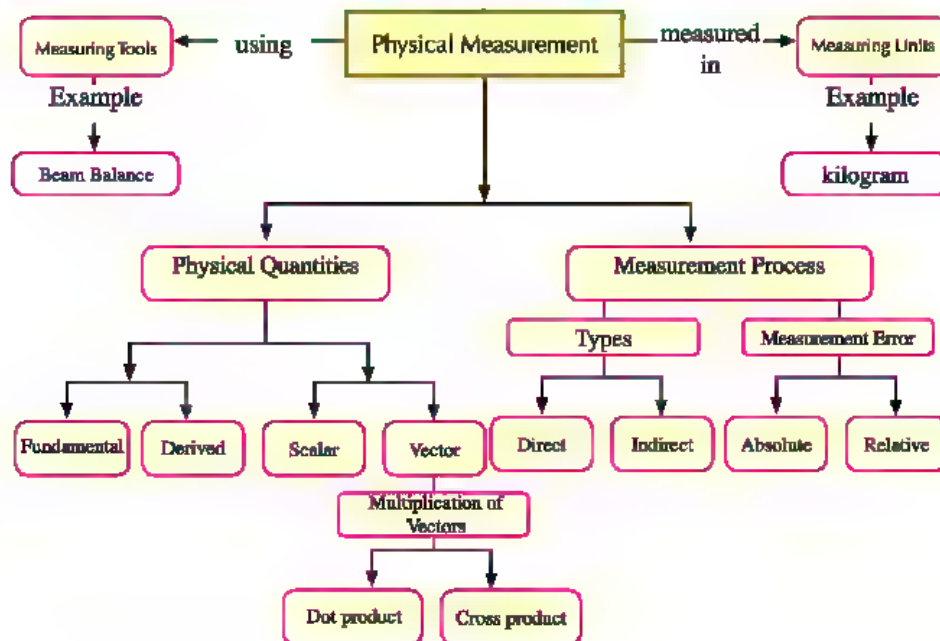 Measuring Tools
using
Physical Measurement
measured
in
Measuring Units
Example
Example
Beam Balance
kilogram
Physical Quantities
Measurement Process
Types
Measurement Error
Fundamental
Derived
Scalar
Vector
Direct
Indirect
Absolute
Relative
Multiplication of
Vectors
Dot product
Cross product